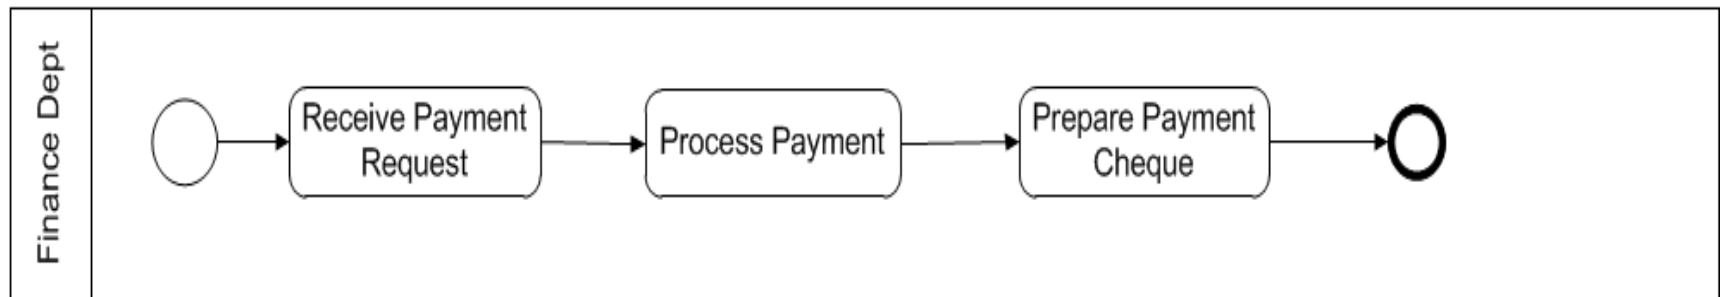 Finance Dept
Receive Payment
Request
Process Payment
Prepare Payment
Cheque